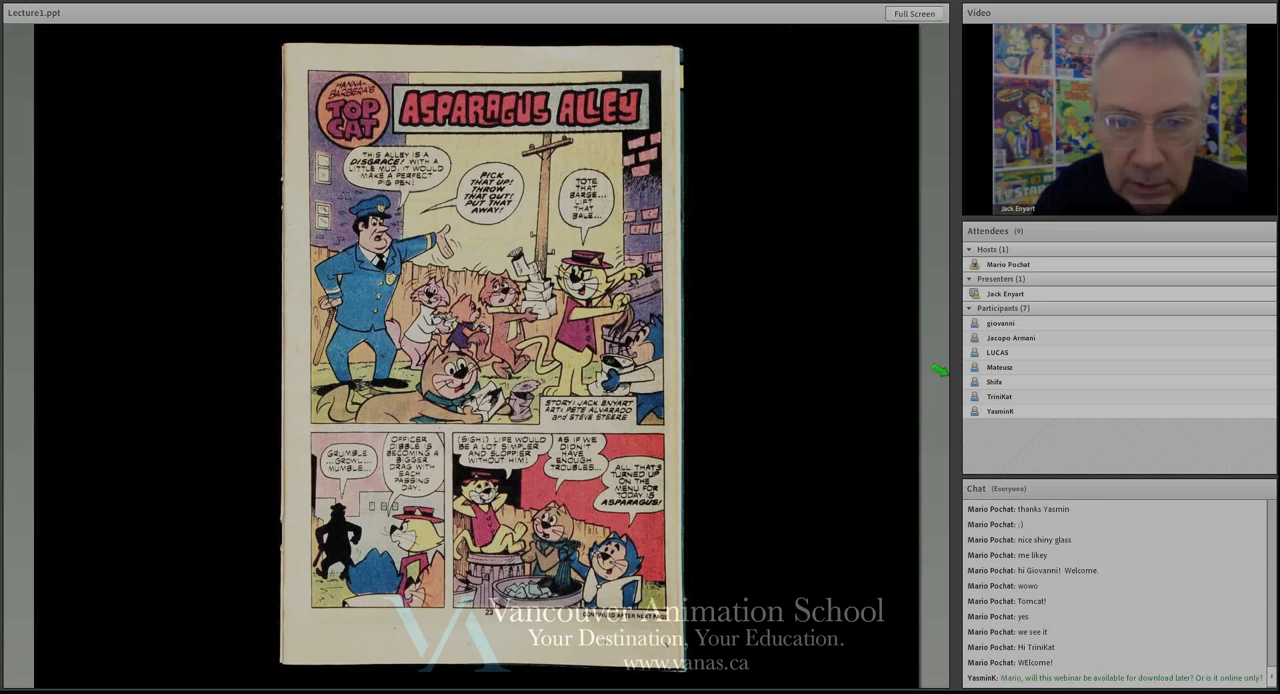 Lecture1.ppt
Full Screen
HANNA-
BARBERA'S
TOP
CAT
ASPARAGUS ALLEY
THIS ALLEY IS A
DISGRACE! WITH A
LITTLE MUD, IT WOULD
MAKE A PERFECT
PIG PEN!
PICK
THAT UP!
THROW
THAT OUT!
PUT THAT
AWAY!
TOTE
THAT
BARGE...
LIFT
THAT
BALE...
STORY: JACK ENYART
ART: PETE ALVARADO
and STEVE STEERE
GRUMBLE
...GROWL...
MUMBLE...
OFFICER
DIBBLE IS
BECOMING A
BIGGER
DRAG WITH
EACH
PASSING
DAY!
(SIGH!) LIFE WOULD
BE A LOT SIMPLER
AND SLOPPIER
WITHOUT HIM!
AS IF WE
DIDN'T
HAVE
ENOUGH
TROUBLES...
ALL THAT'S
TURNED UP
ON THE
MENU FOR
TODAY IS
ASPARAGUS!
23
CONTINUED AFTER NEXT PAGE
Vancouver Animation School
Your Destination, Your Education.
www.vanas.ca
Video
Jack Enyart
Attendees (9)
Hosts (1)
Mario Pochat
Presenters (1)
Jack Enyart
Participants (7)
giovanni
Jacopo Armani
LUCAS
Mateusz
Shifa
TriniKat
YasminK
Chat (Everyone)
Mario Pochat: thanks Yasmin
Mario Pochat: :)
Mario Pochat: nice shiny glass
Mario Pochat: me likey
Mario Pochat: hi Giovanni! Welcome.
Mario Pochat: wowo
Mario Pochat: Tomcat!
Mario Pochat: yes
Mario Pochat: we see it
Mario Pochat: Hi TriniKat
Mario Pochat: WElcome!
YasminK: Mario, will this webinar be available for download later? Or is it online only?